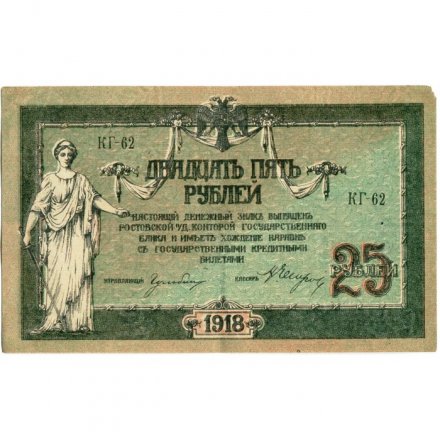 КГ-62
ДВАДЦАТЬ ПЯТЬ
РУБЛЕЙ
КГ-62
НАСТОЯЩІЙ ДЕНЕЖНЫЙ ЗНАКЪ ВЫПУЩЕНЪ
РОСТОВСКОЙ Н/Д. КОНТОРОЙ ГОСУДАРСТВЕННАГО
БАНКА И ИМѢЕТЪ ХОЖДЕНІЕ НАРАВНѢ
СЪ ГОСУДАРСТВЕННЫМИ КРЕДИТНЫМИ
БИЛЕТАМИ
25
РУБЛЕЙ
УПРАВЛЯЮЩІЙ
КАССИРЪ
1918